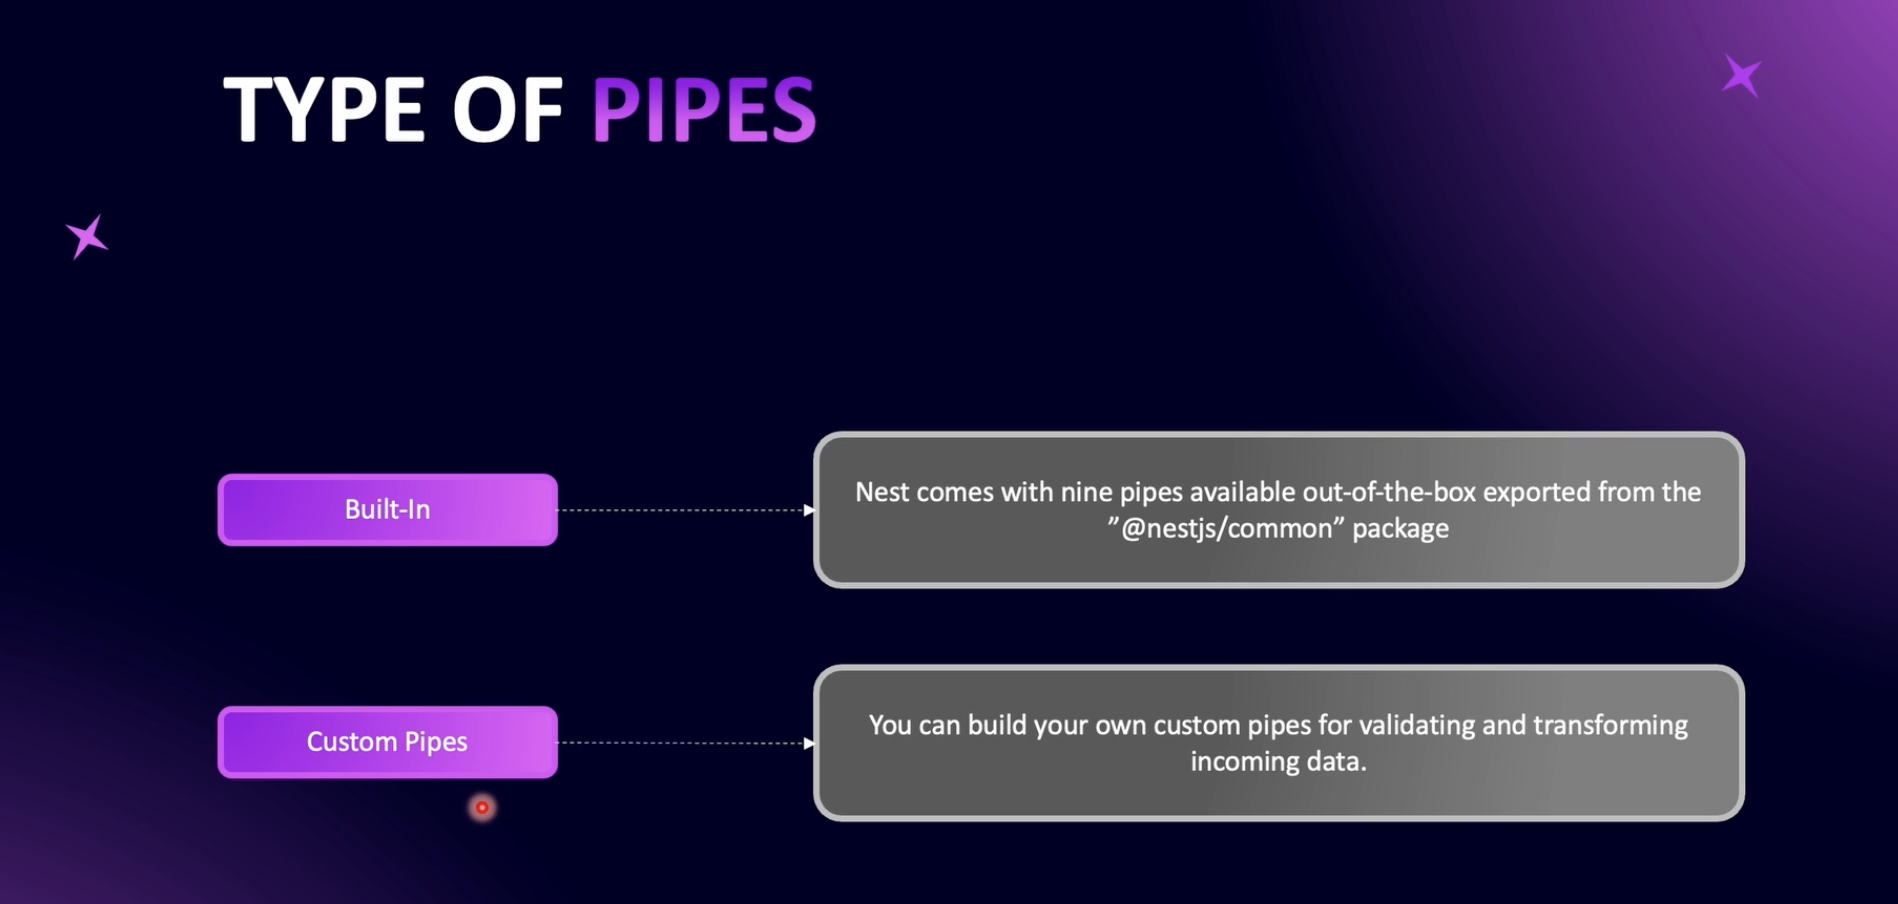 TYPE OF PIPES
Built-In
Nest comes with nine pipes available out-of-the-box exported from the
”@nestjs/common” package
Custom Pipes
You can build your own custom pipes for validating and transforming
incoming data.